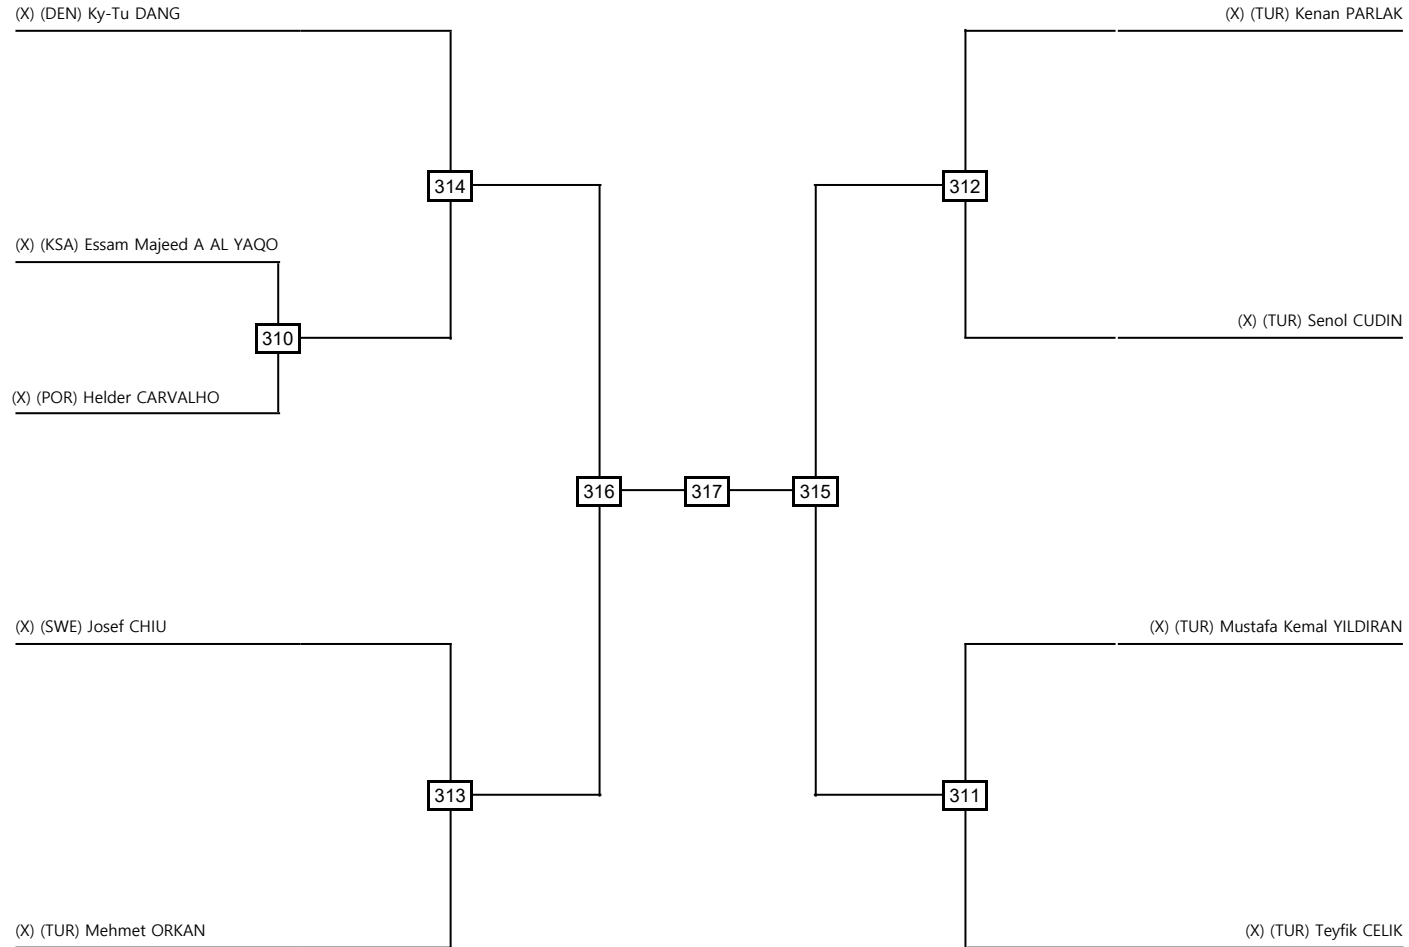 (X) (DEN) Ky-Tu DANG
(X) (TUR) Kenan PARLAK
314
312
(X) (KSA) Essam Majeed A AL YAQO
310
(X) (TUR) Senol CUDIN
(X) (POR) Helder CARVALHO
316
317
315
(X) (SWE) Josef CHIU
(X) (TUR) Mustafa Kemal YILDIRAN
313
311
(X) (TUR) Mehmet ORKAN
(X) (TUR) Teyfik CELIK